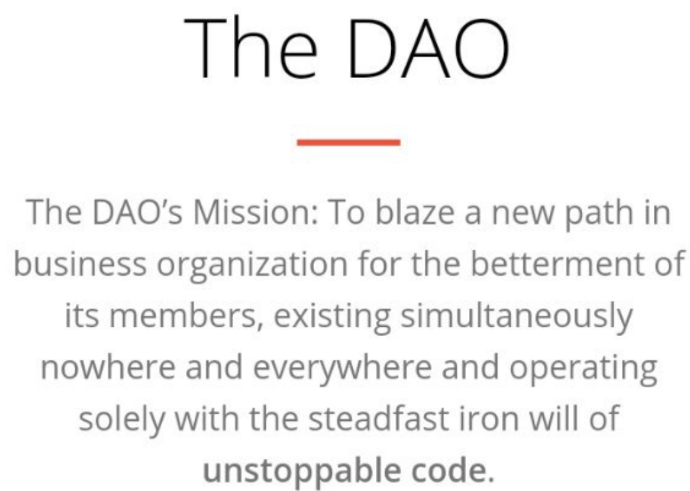 The DAO
The DAO’s Mission: To blaze a new path in
business organization for the betterment of
its members, existing simultaneously
nowhere and everywhere and operating
solely with the steadfast iron will of
unstoppable code.